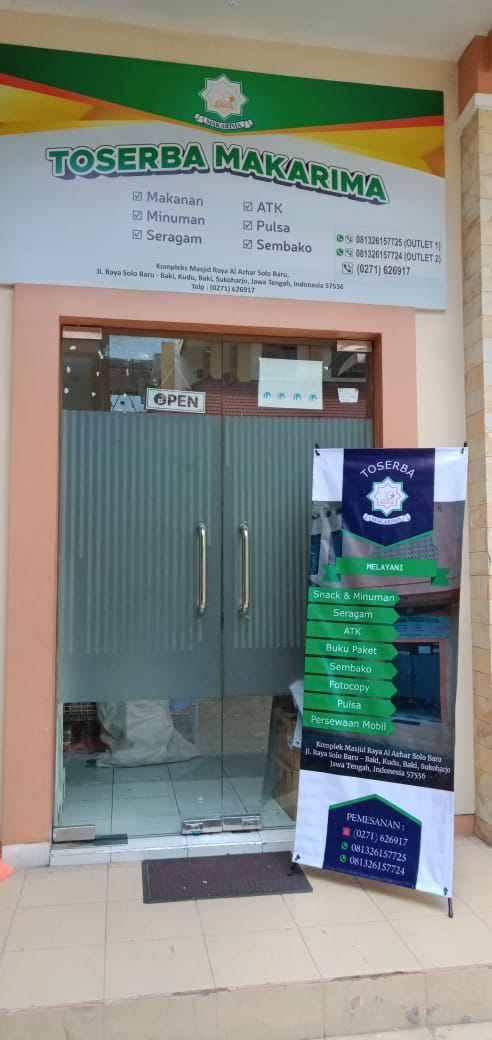 MAKARIMA
TOSERBA MAKARIMA
Makanan
Minuman
Seragam
ATK
Pulsa
Sembako
081326157725 (OUTLET 1)
081326157724 (OUTLET 2)
(0271) 626917
Kompleks Masjid Raya Al Azhar Solo Baru,
Jl. Raya Solo Baru - Baki, Kudu, Baki, Sukoharjo, Jawa Tengah, Indonesia 57556
Telp : (0271) 626917
OPEN
TOSERBA
MAKARIMA
MELAYANI
Snack & Minuman
Seragam
ATK
Buku Paket
Sembako
Fotocopy
Pulsa
Persewaan Mobil
Komplek Masjid Raya Al Azhar Solo Baru
Jl. Raya Solo Baru - Baki, Kudu, Baki, Sukoharjo
Jawa Tengah, Indonesia 57556
PEMESANAN :
(0271) 626917
081326157725
081326157724